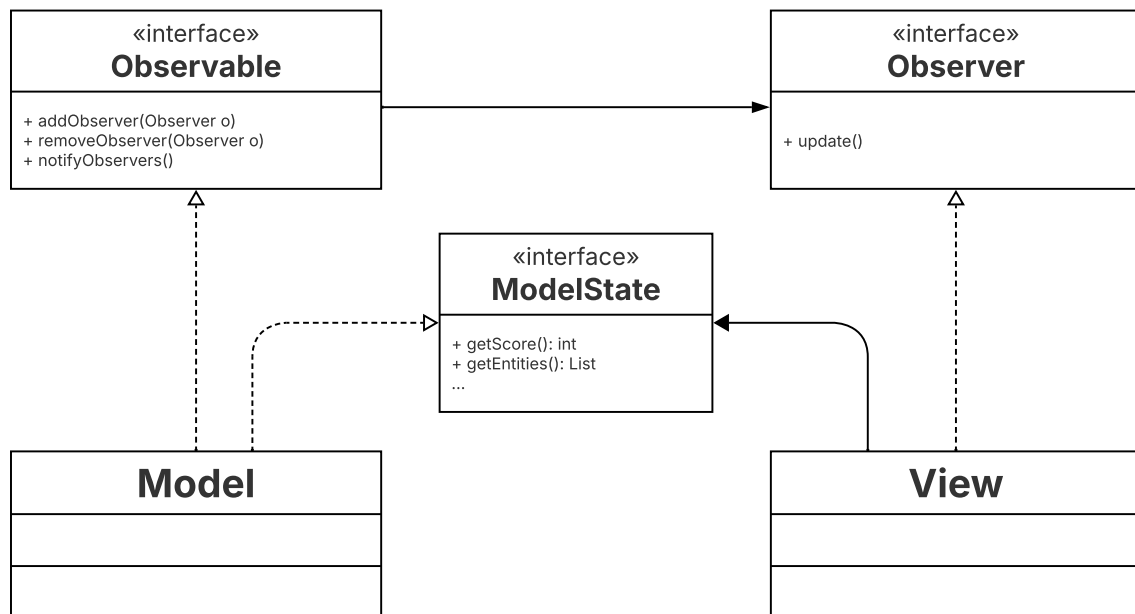 «interface»
Observable
+ addObserver(Observer o)
+ removeObserver(Observer o)
+ notifyObservers()
«interface»
Observer
+ update()
«interface»
ModelState
+ getScore(): int
+ getEntities(): List
...
Model
View